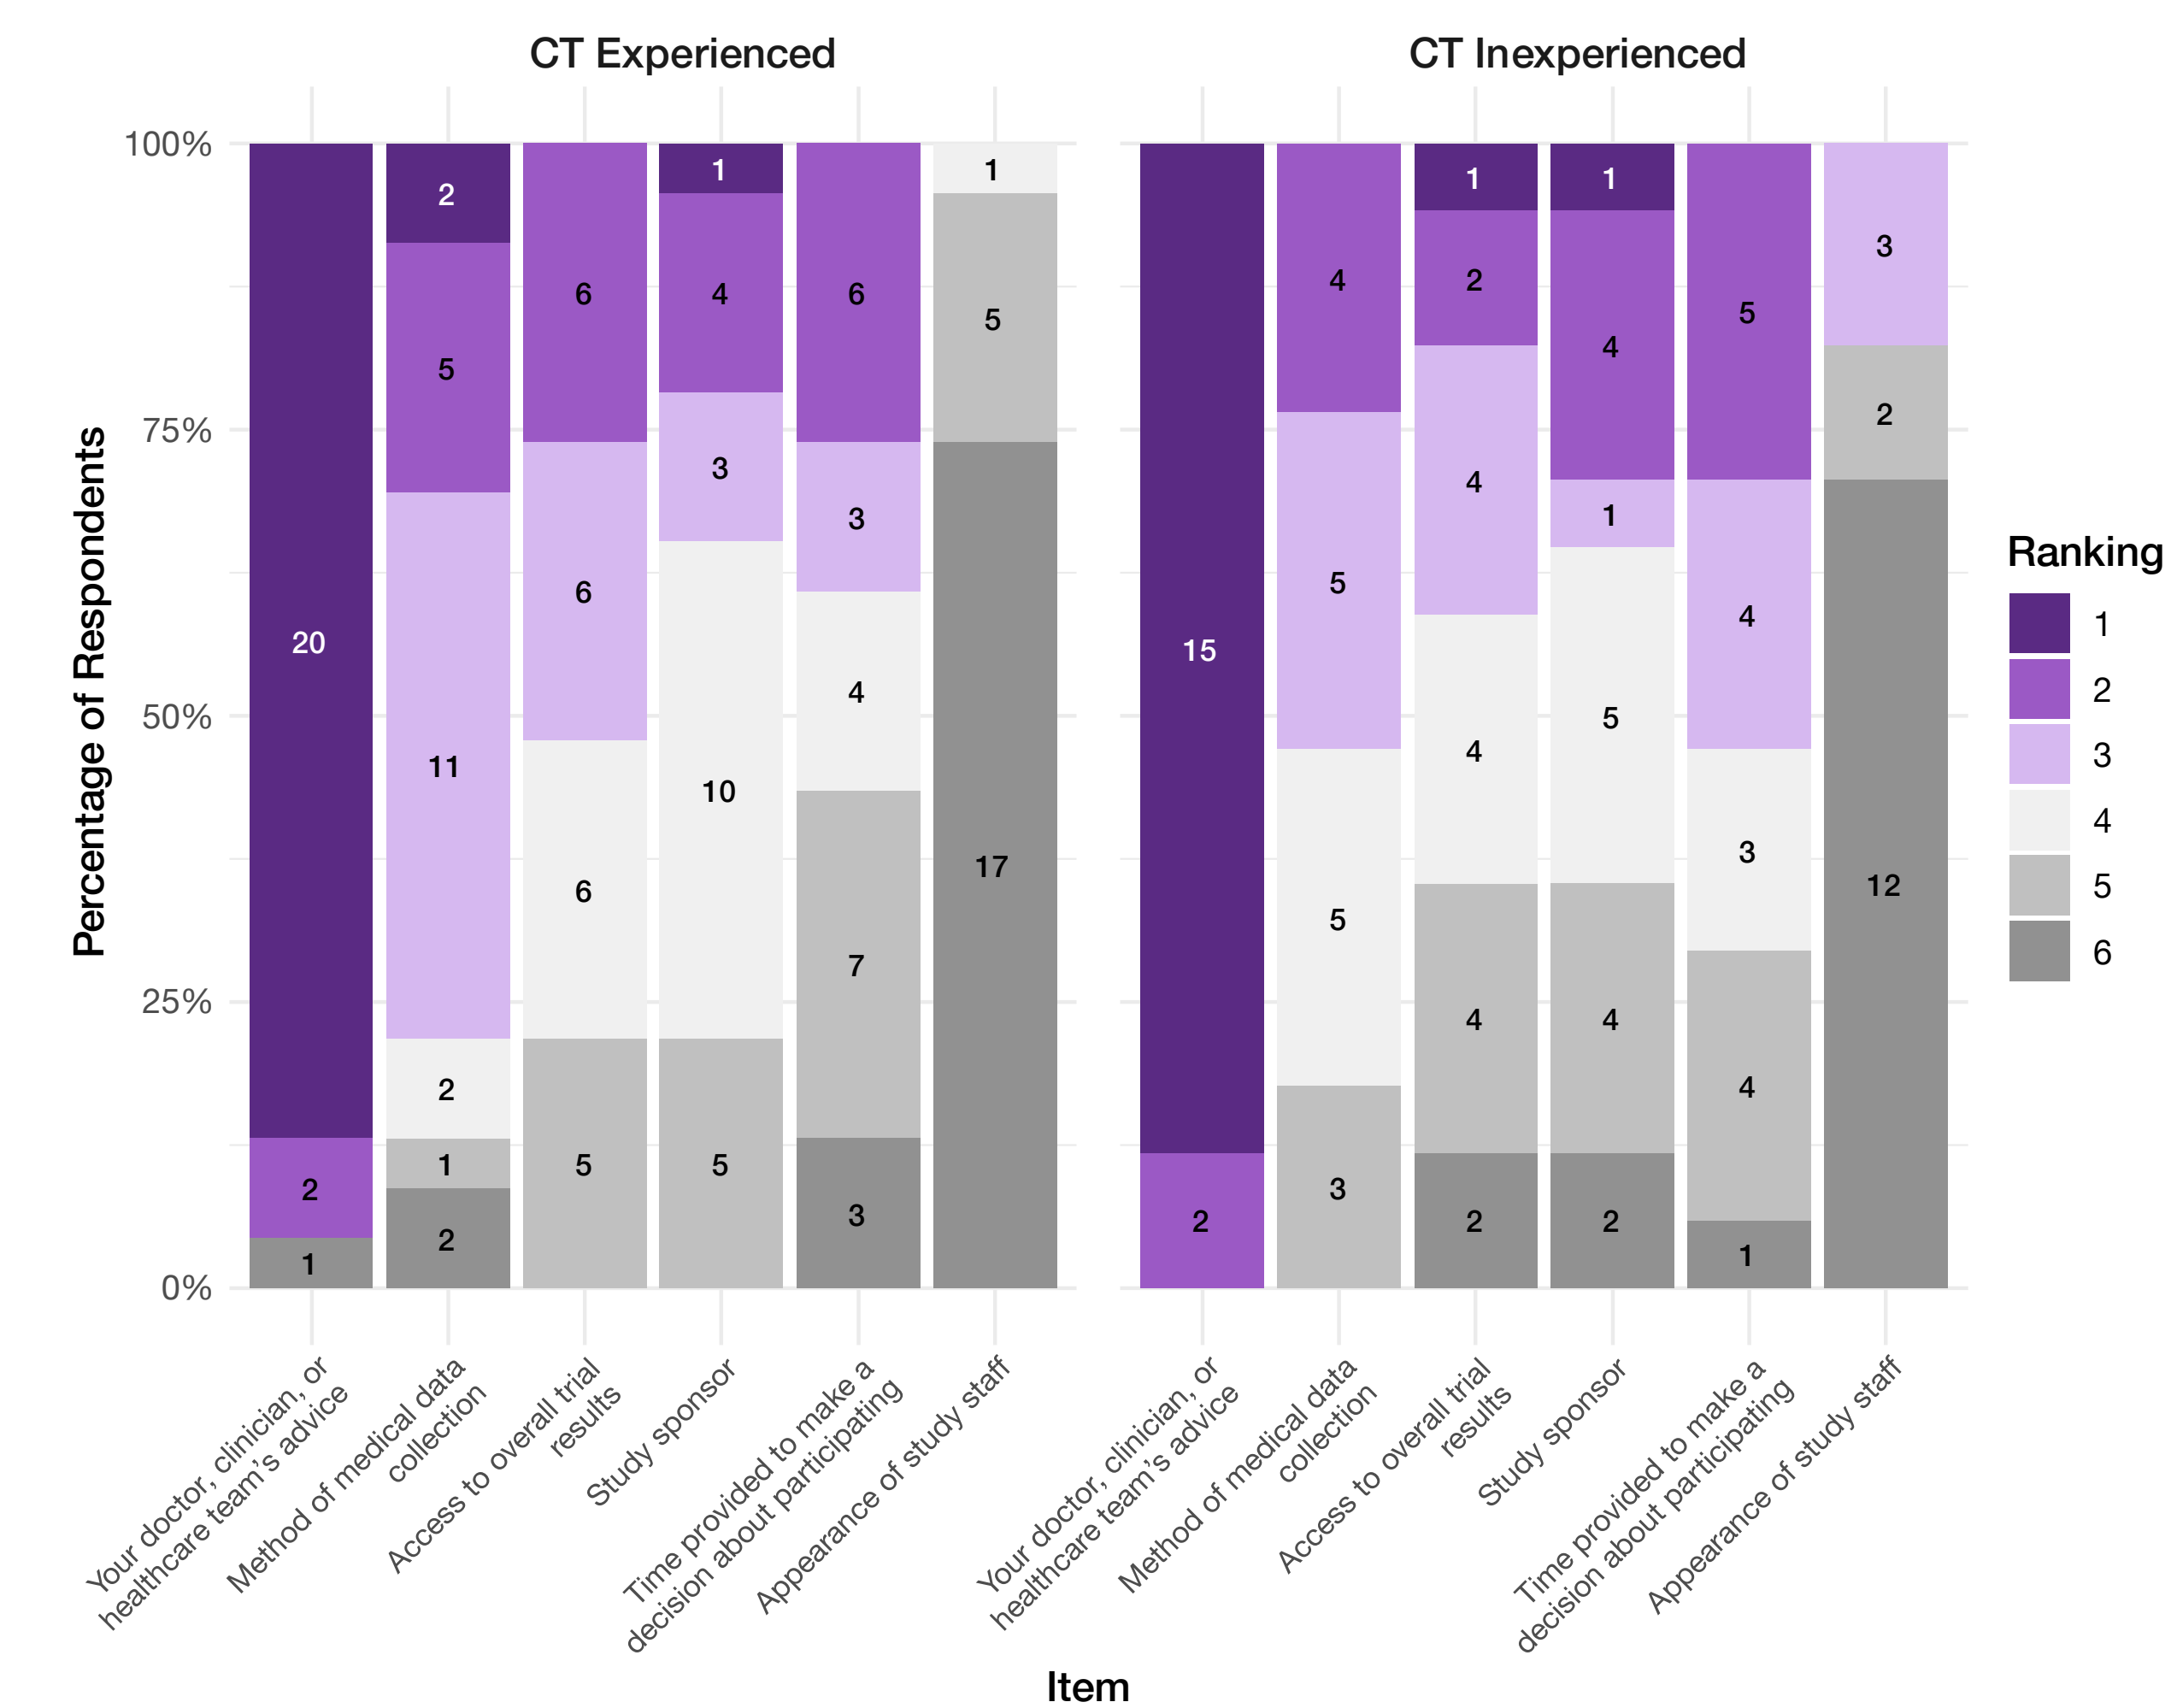 CT Experienced
CT Inexperienced
Percentage of Respondents
100%
75%
50%
25%
0%
20
2
1
2
5
11
2
1
2
6
6
6
5
1
4
3
10
5
6
3
4
7
3
1
5
17
15
2
4
5
5
3
1
2
4
4
4
2
1
4
1
5
4
2
5
4
3
4
1
3
2
12
Your doctor, clinician, or
healthcare team's advice
Method of medical data
collection
Access to overall trial
results
Study sponsor
Time provided to make a
decision about participating
Appearance of study staff
Your doctor, clinician, or
healthcare team's advice
Method of medical data
collection
Access to overall trial
results
Study sponsor
Time provided to make a
decision about participating
Appearance of study staff
Item
Ranking
1
2
3
4
5
6